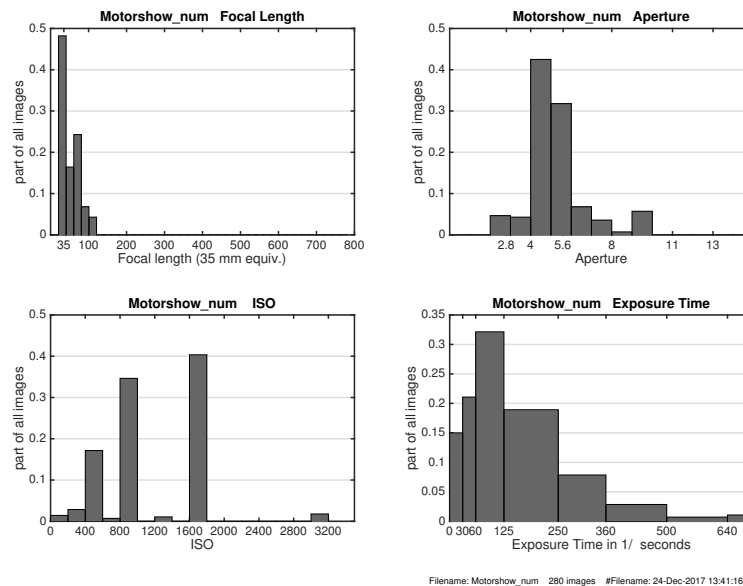 Motorshow_num Focal Length
0.5
0.4
0.3
0.2
0.1
0
part of all images
35 100 200 300 400 500 600 700 800
Focal length (35 mm equiv.)
Motorshow_num Aperture
0.5
0.4
0.3
0.2
0.1
0
part of all images
2.8 4 5.6 8 11 13
Aperture
Motorshow_num ISO
0.5
0.4
0.3
0.2
0.1
0
part of all images
0 400 800 1200 1600 2000 2400 2800 3200
ISO
Motorshow_num Exposure Time
0.35
0.3
0.25
0.2
0.15
0.1
0.05
0
part of all images
0 30 60 125 250 360 500 640
Exposure Time in 1/ seconds
Filename: Motorshow_num 280 images #Filename: 24-Dec-2017 13:41:16